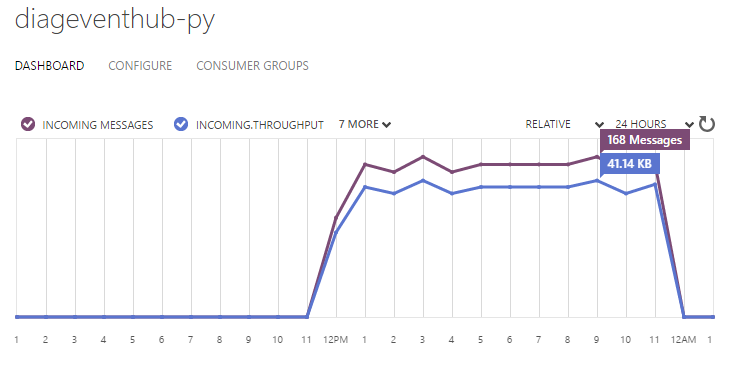 diageventhub-py
DASHBOARD CONFIGURE CONSUMER GROUPS
INCOMING MESSAGES INCOMING.THROUGHPUT 7 MORE RELATIVE 24 HOURS
168 Messages
41.14 KB
1 2 3 4 5 6 7 8 9 10 11 12PM 1 2 3 4 5 6 7 8 9 10 11 12AM 1